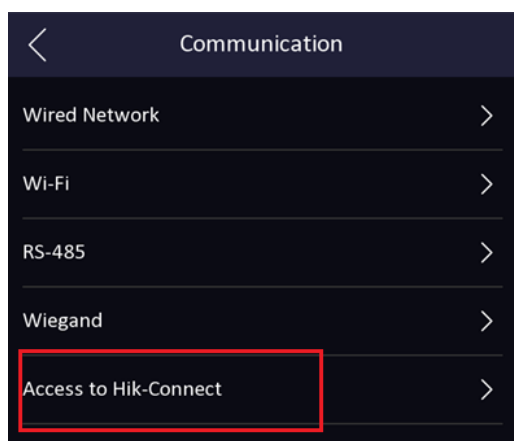 Communication
Wired Network
Wi-Fi
RS-485
Wiegand
Access to Hik-Connect